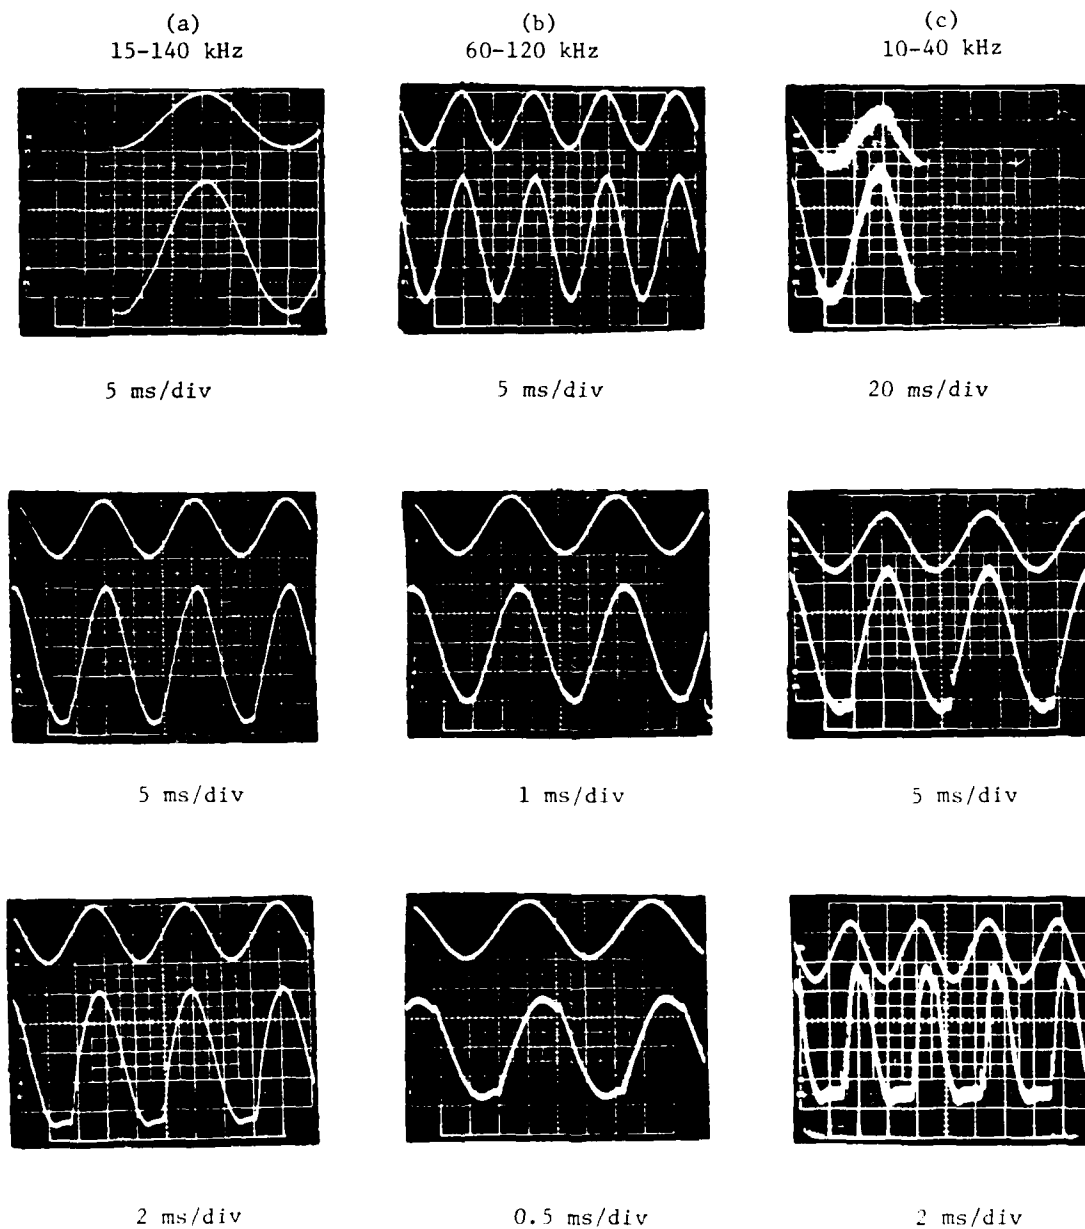 (a) (b) (c)
15-140 kHz 60-120 kHz 10-40 kHz
5 ms/div 5 ms/div 20 ms/div
5 ms/div 1 ms/div 5 ms/div
2 ms/div 0.5 ms/div 2 ms/div